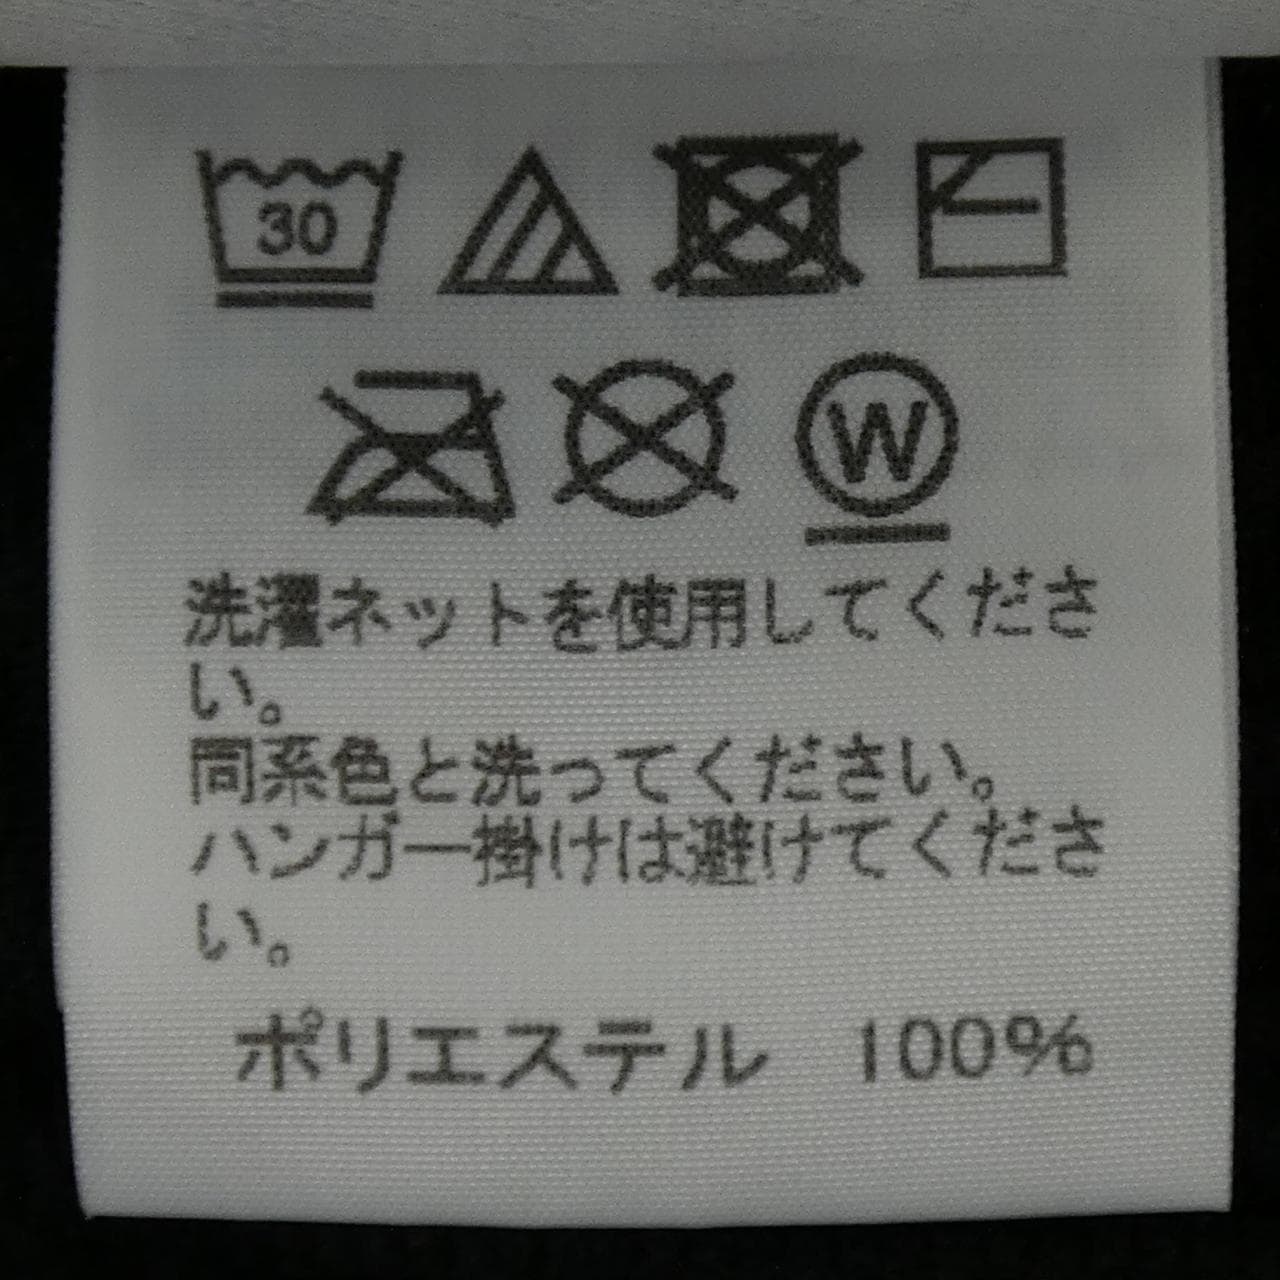 30
W
洗濯ネットを使用してくださ
い。
同系色と洗ってください。
ハンガー掛けは避けてくださ
い。
ポリエステル 100%